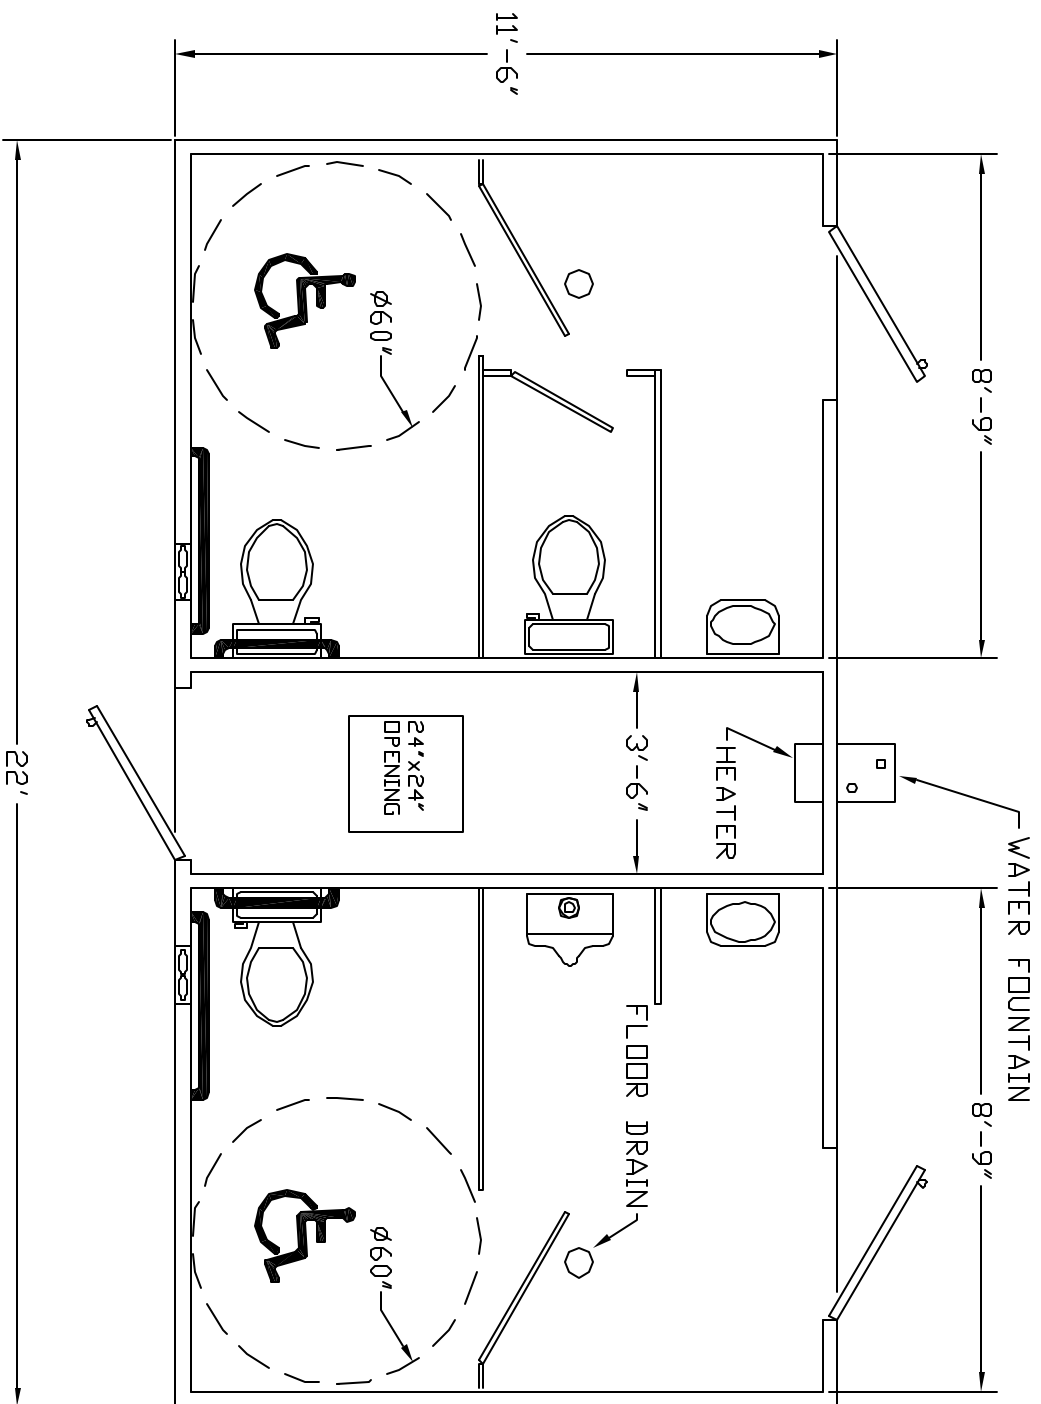 WATER FOUNTAIN
8'-9"
8'-9"
HEATER
3'-6"
FLOOR DRAIN
11'-6"
24"x24"
OPENING
Ø60"
Ø60"
22'